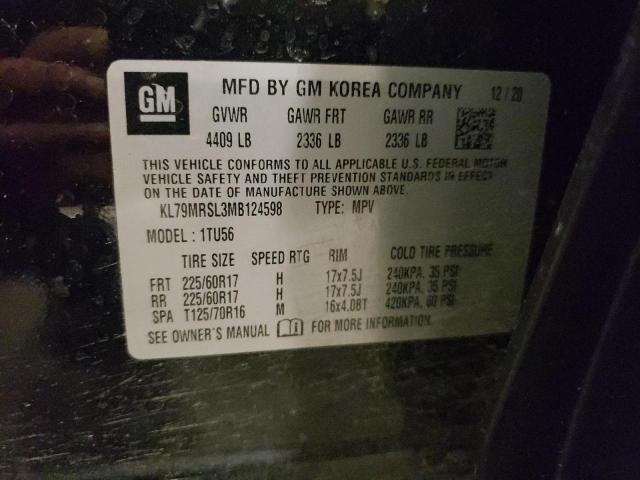 GM MFD BY GM KOREA COMPANY 12 / 20
GVWR GAWR FRT GAWR RR
4409 LB 2336 LB 2336 LB
THIS VEHICLE CONFORMS TO ALL APPLICABLE U.S. FEDERAL MOTOR
VEHICLE SAFETY AND THEFT PREVENTION STANDARDS IN EFFECT
ON THE DATE OF MANUFACTURE SHOWN ABOVE.
KL79MRSL3MB124598 TYPE: MPV
MODEL : 1TU56
TIRE SIZE SPEED RTG RIM COLD TIRE PRESSURE
FRT 225/60R17 H 17x7.5J 240KPA, 35 PSI
RR 225/60R17 H 17x7.5J 240KPA, 35 PSI
SPA T125/70R16 M 16x4.0BT 420KPA, 60 PSI
SEE OWNER'S MANUAL FOR MORE INFORMATION.